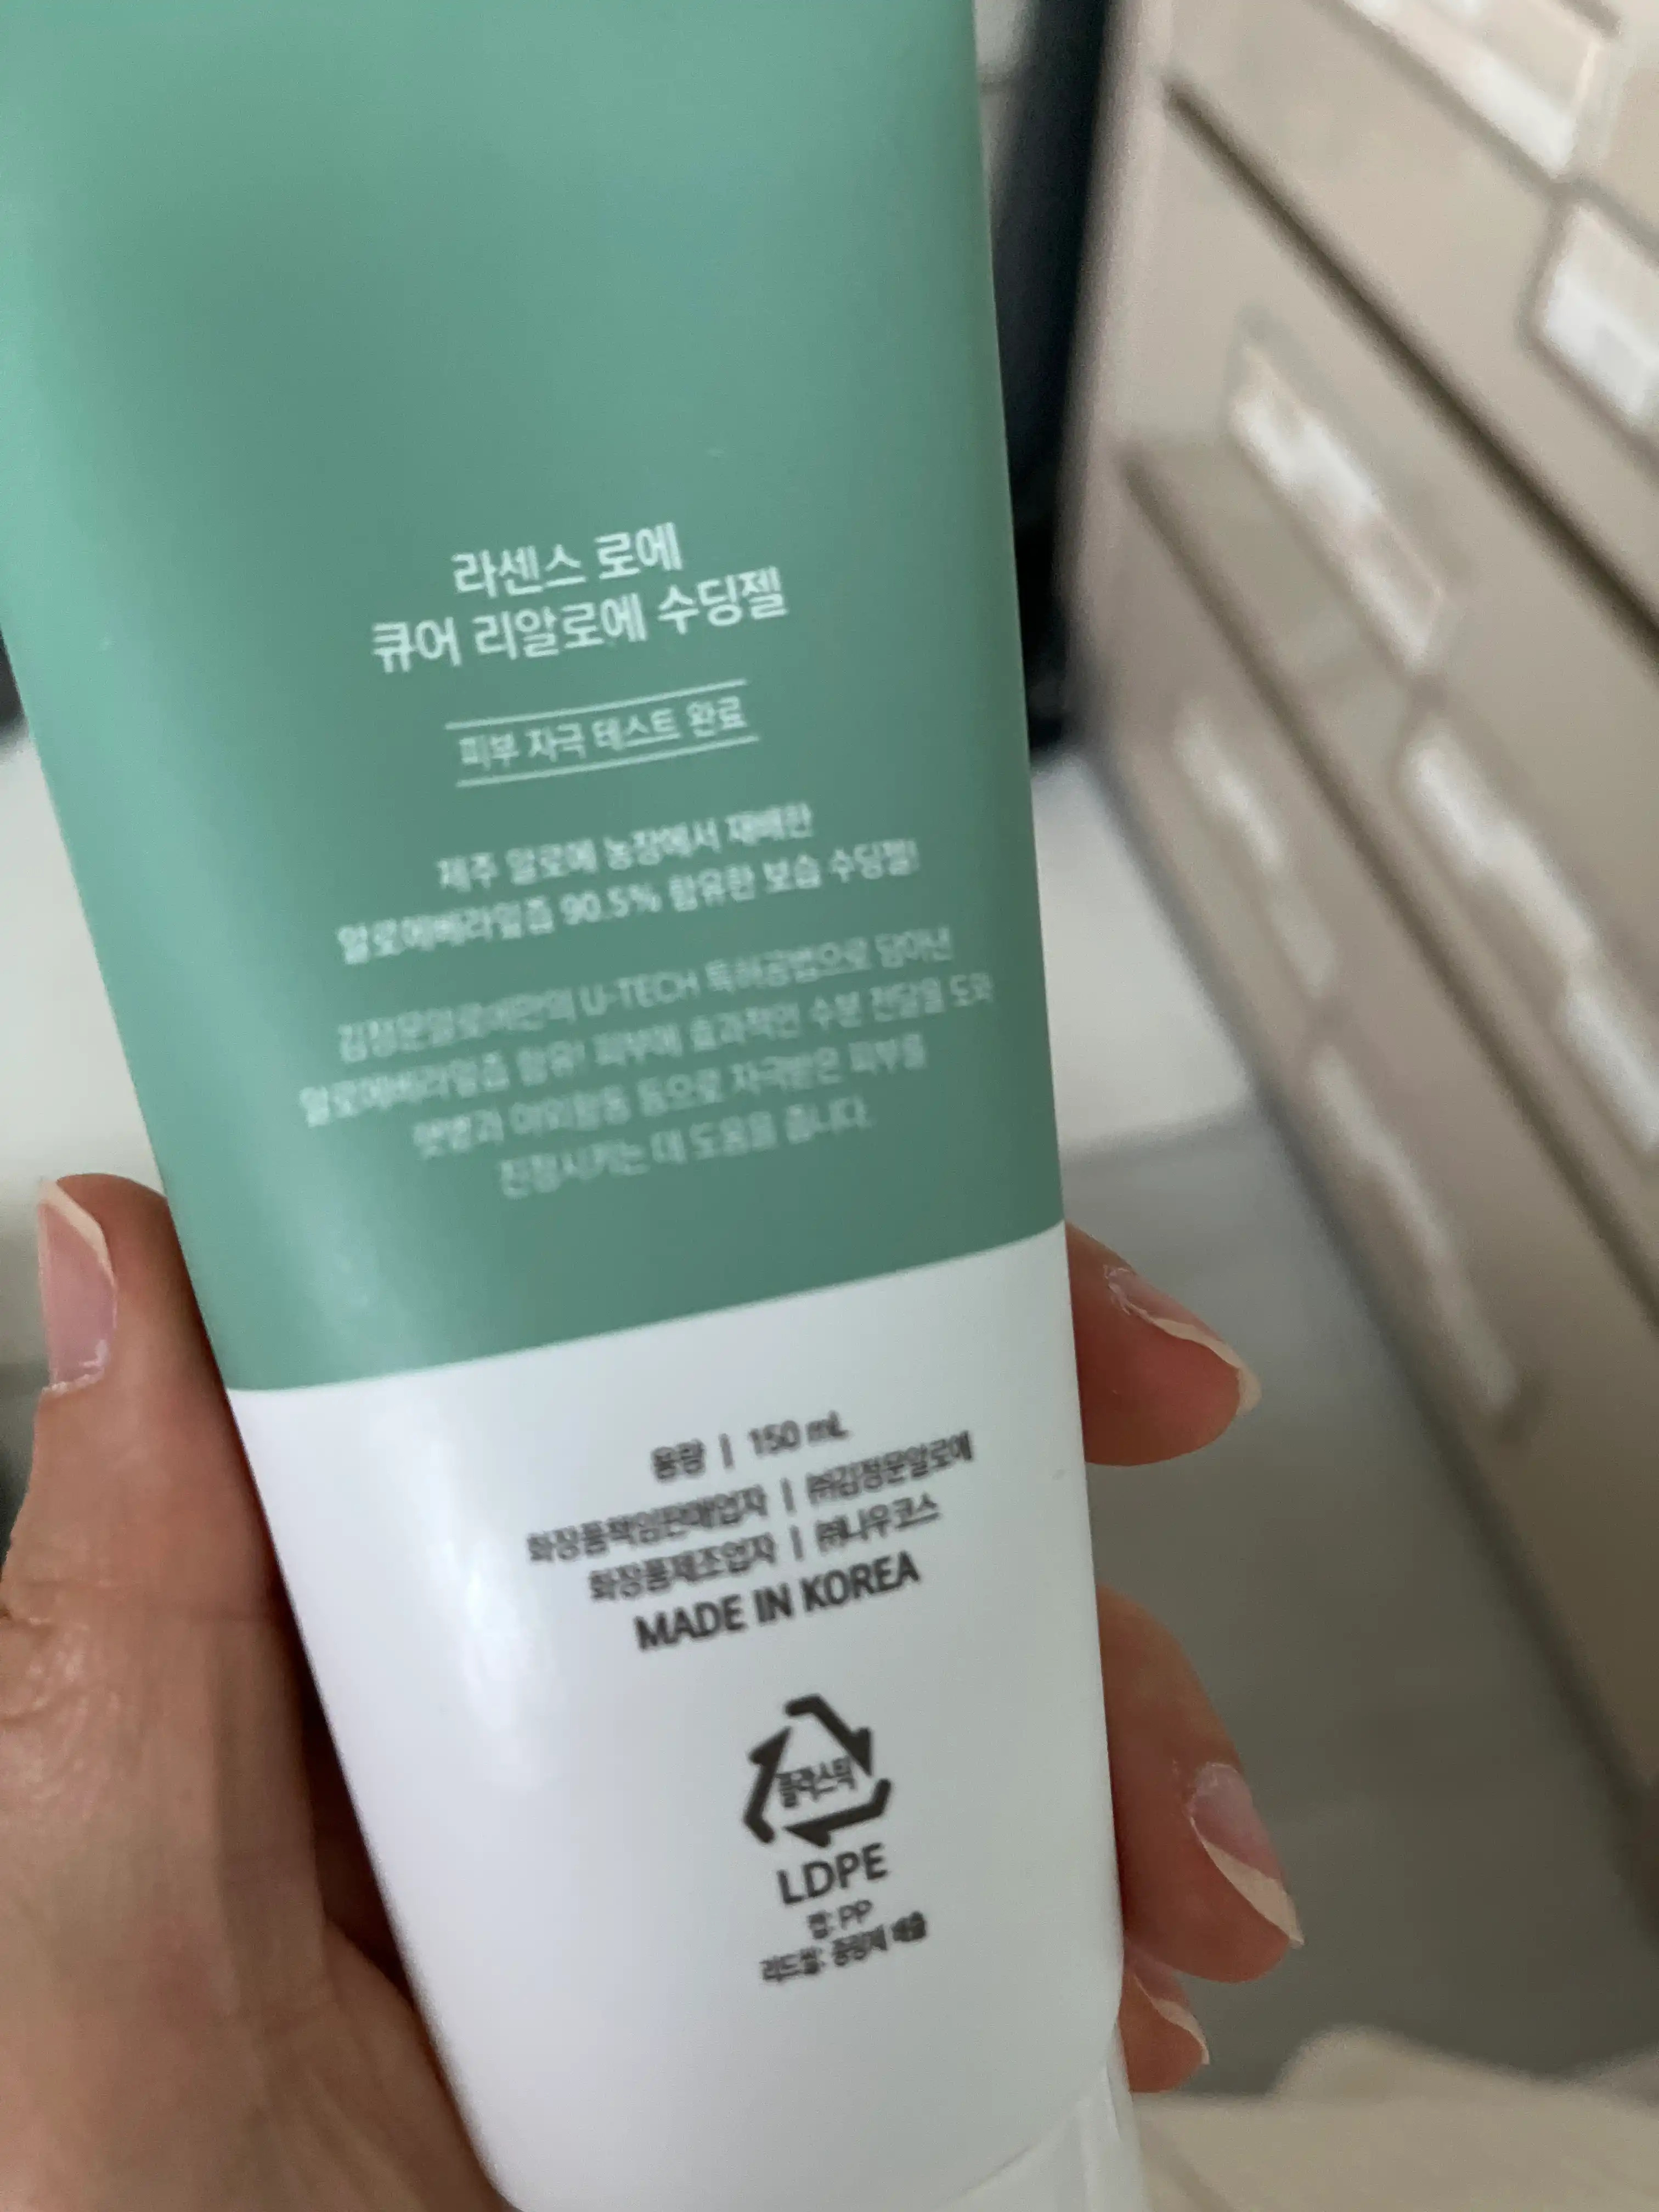 라센스 로에
큐어 리알로에 수딩젤
피부 자극 테스트 완료
제주 알로에 농장에서 재배한
알로에베라잎즙 90.5% 함유한 보습 수딩젤!
김정문알로에만의 U-TECH 특허공법으로 담아낸
알로에베라잎즙 함유! 피부에 효과적인 수분 전달을 도와
햇볕과 야외활동 등으로 자극받은 피부를
진정시키는 데 도움을 줍니다.
용량 | 150 mL
화장품책임판매업자 | ㈜김정문알로에
화장품제조업자 | ㈜나우코스
MADE IN KOREA
플라스틱
LDPE
캡: PP
리드씰: 종량제 배출